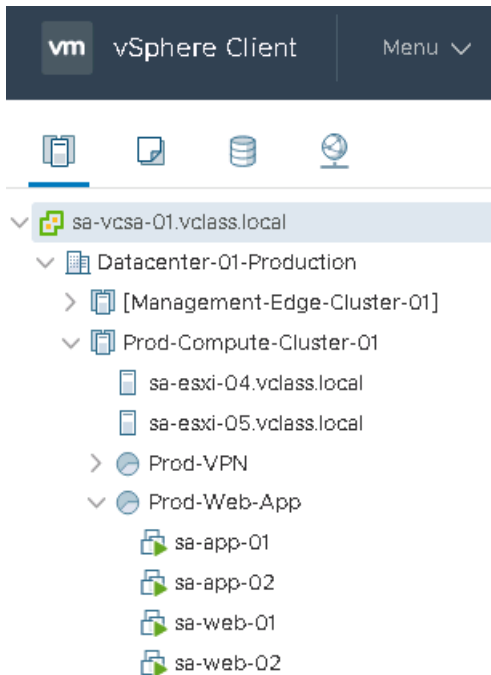 vm vSphere Client Menu
sa-vcsa-01.vclass.local
Datacenter-01-Production
[Management-Edge-Cluster-01]
Prod-Compute-Cluster-01
sa-esxi-04.vclass.local
sa-esxi-05.vclass.local
Prod-VPN
Prod-Web-App
sa-app-01
sa-app-02
sa-web-01
sa-web-02